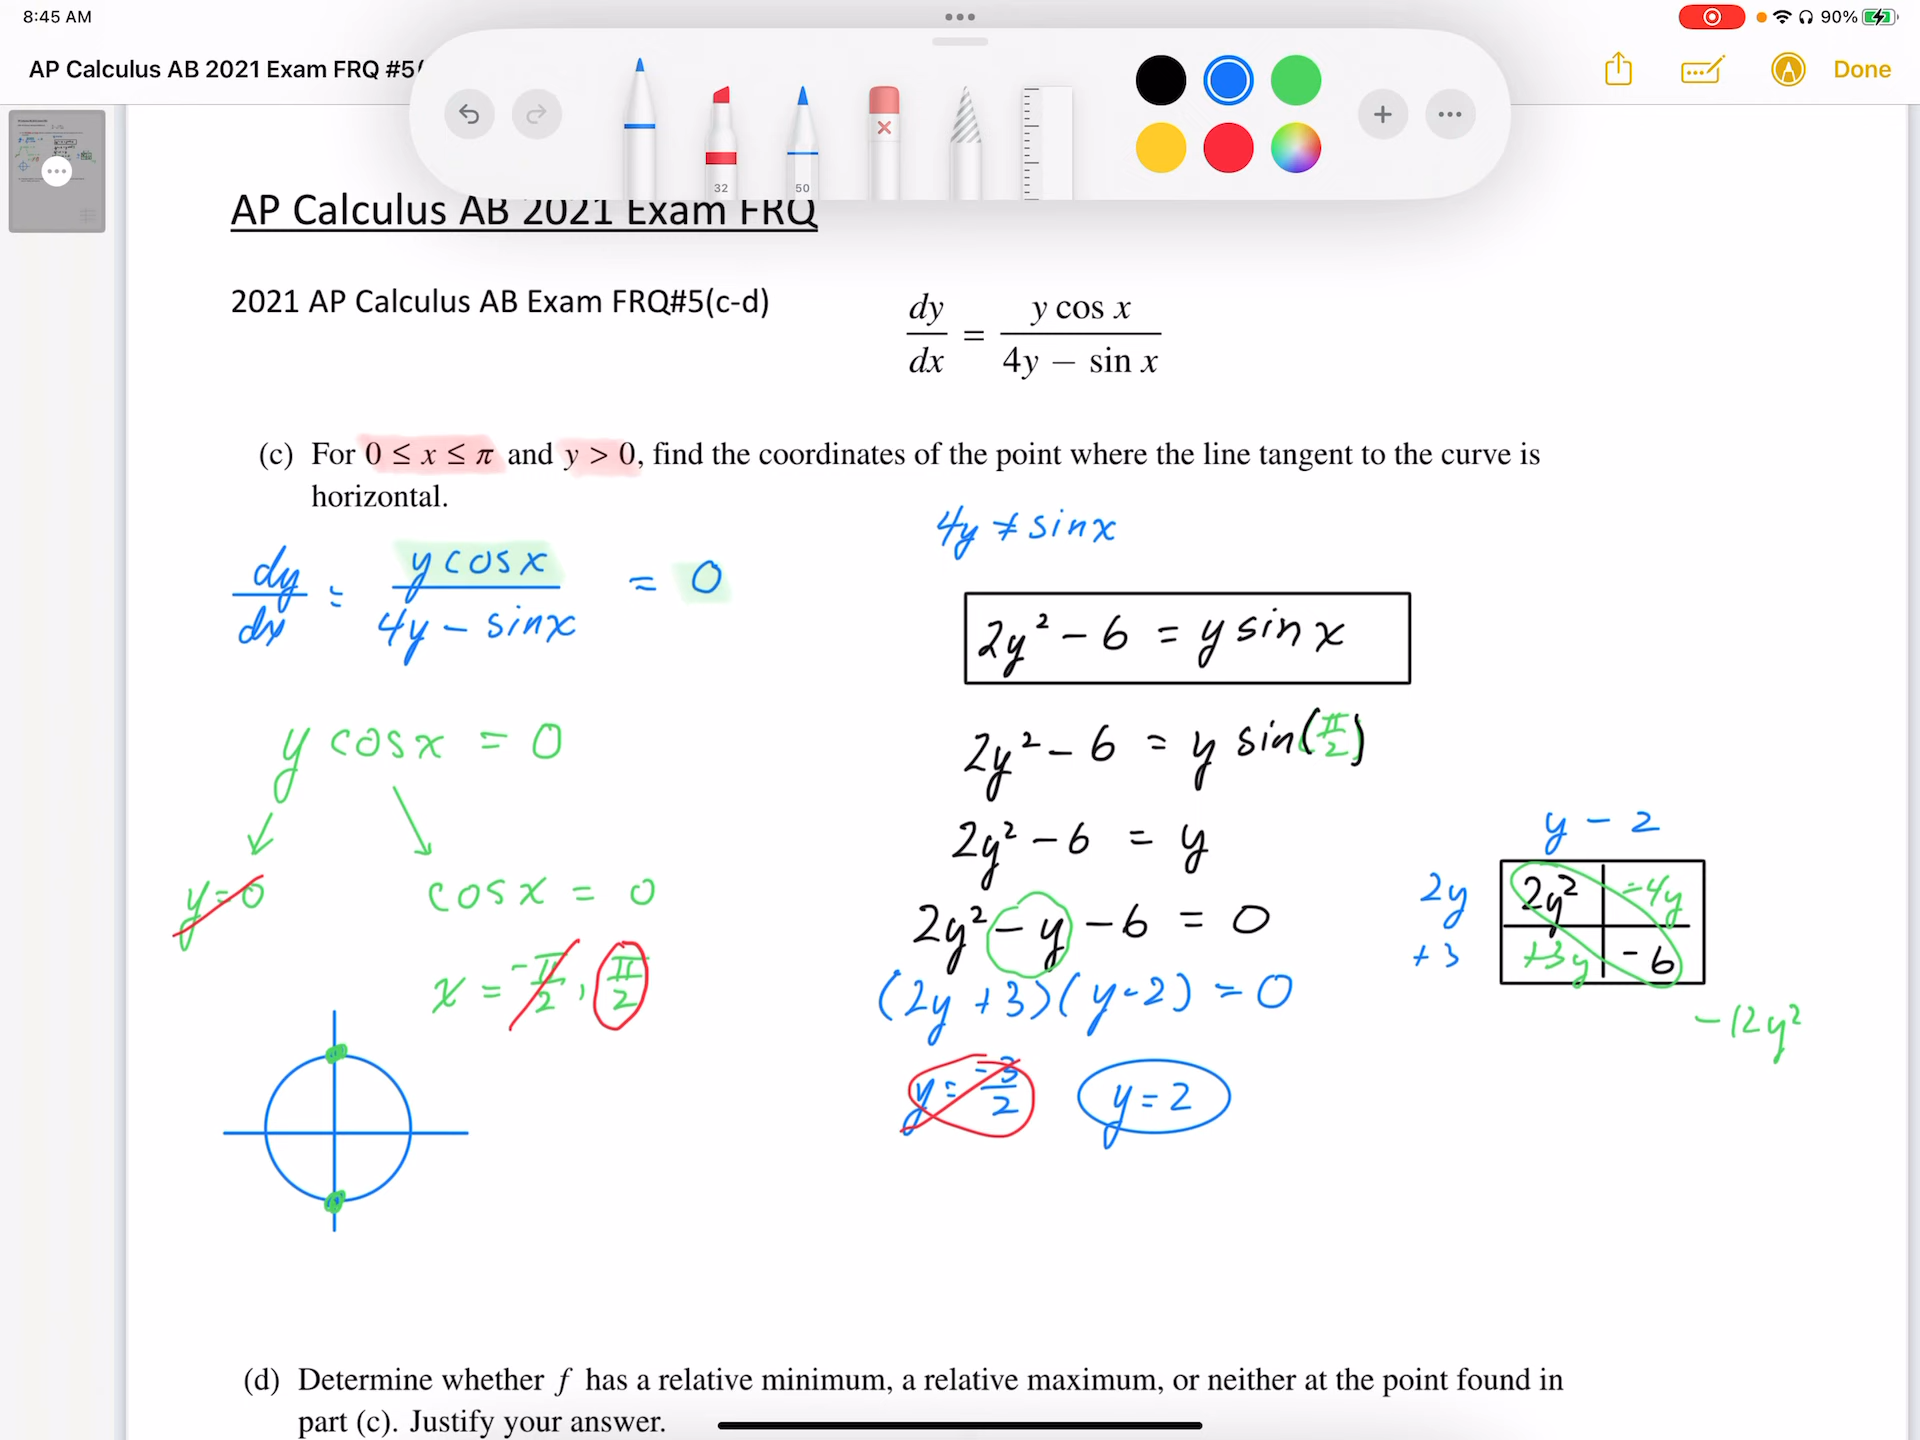 8:45 AM
90%
AP Calculus AB 2021 Exam FRQ #5(
Done
32
50
AP Calculus AB 2021 Exam FRQ
2021 AP Calculus AB Exam FRQ#5(c-d)
dy/dx = y cos x / 4y − sin x
(c) For 0 ≤ x ≤ π and y > 0, find the coordinates of the point where the line tangent to the curve is
horizontal.
4y ≠ sinx
dy/dx = y cosx / 4y − sinx = 0
2y² − 6 = y sin x
y cosx = 0
2y² − 6 = y sin(π/2)
2y² − 6 = y
y − 2
y=0
cosx = 0
2y² − y − 6 = 0
2y
2y²
−4y
+3
+3y
−6
x = −π/2, π/2
(2y + 3)(y − 2) = 0
−12y²
y = −3/2
y = 2
(d) Determine whether f has a relative minimum, a relative maximum, or neither at the point found in
part (c). Justify your answer.